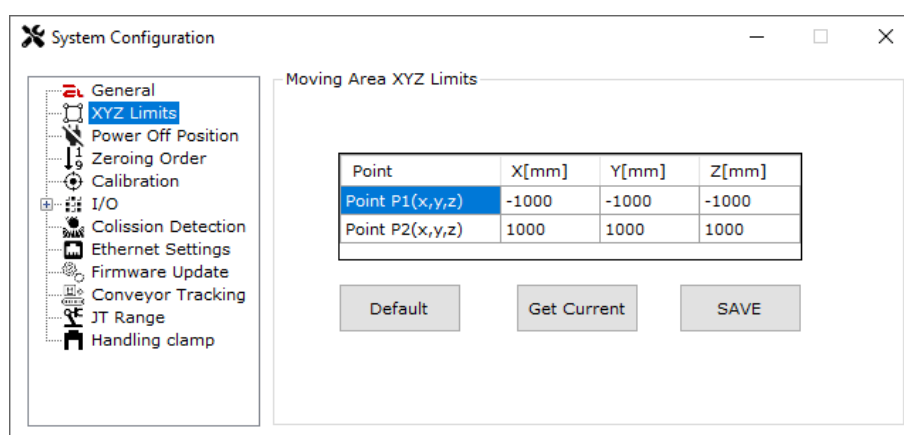 System Configuration
General
XYZ Limits
Power Off Position
Zeroing Order
Calibration
I/O
Colission Detection
Ethernet Settings
Firmware Update
Conveyor Tracking
JT Range
Handling clamp
Moving Area XYZ Limits
Point X[mm] Y[mm] Z[mm]
Point P1(x,y,z) -1000 -1000 -1000
Point P2(x,y,z) 1000 1000 1000
Default Get Current SAVE